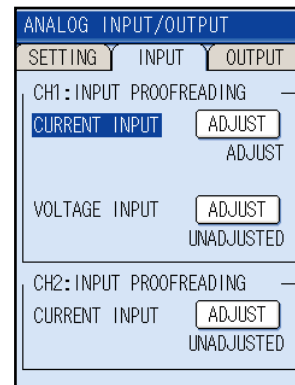 ANALOG INPUT/OUTPUT
SETTING INPUT OUTPUT
CH1:INPUT PROOFREADING
CURRENT INPUT ADJUST
ADJUST
VOLTAGE INPUT ADJUST
UNADJUSTED
CH2:INPUT PROOFREADING
CURRENT INPUT ADJUST
UNADJUSTED